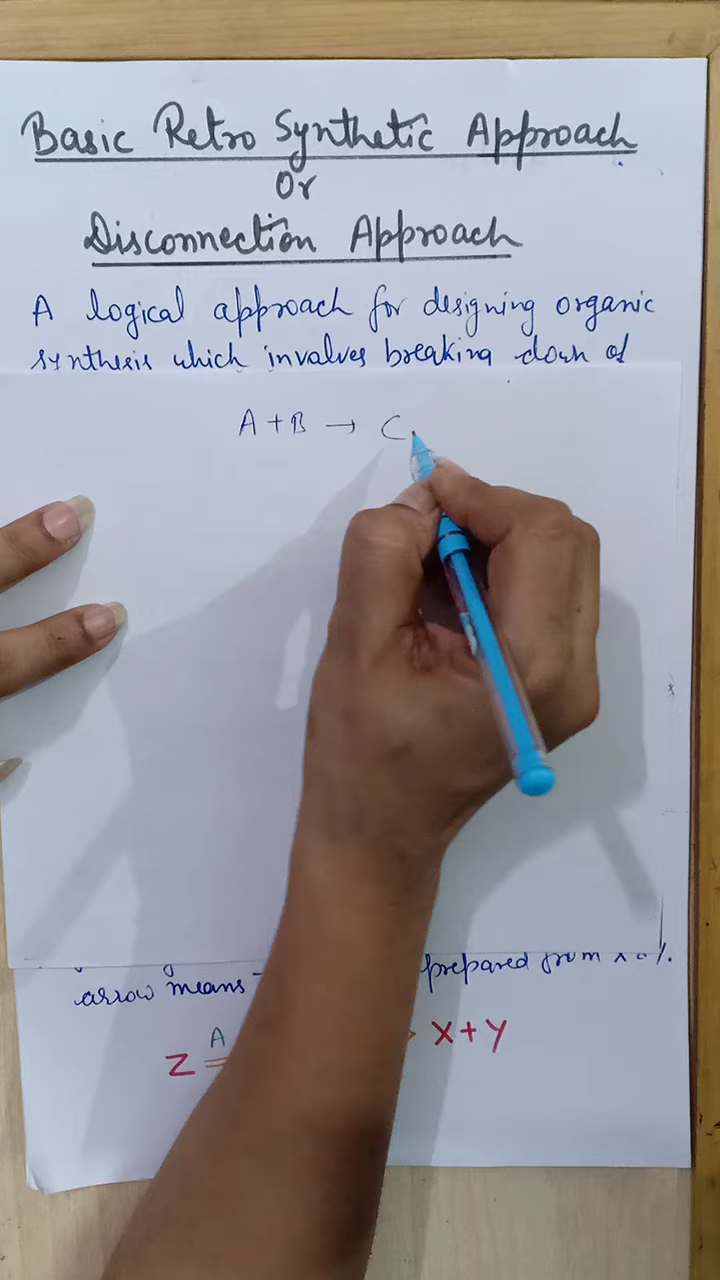 Basic Retro Synthetic Approach
Or
Disconnection Approach
A logical approach for designing organic
synthesis which involves breaking down of
A + B → C
prepared from X
arrow means
A
Z X + Y